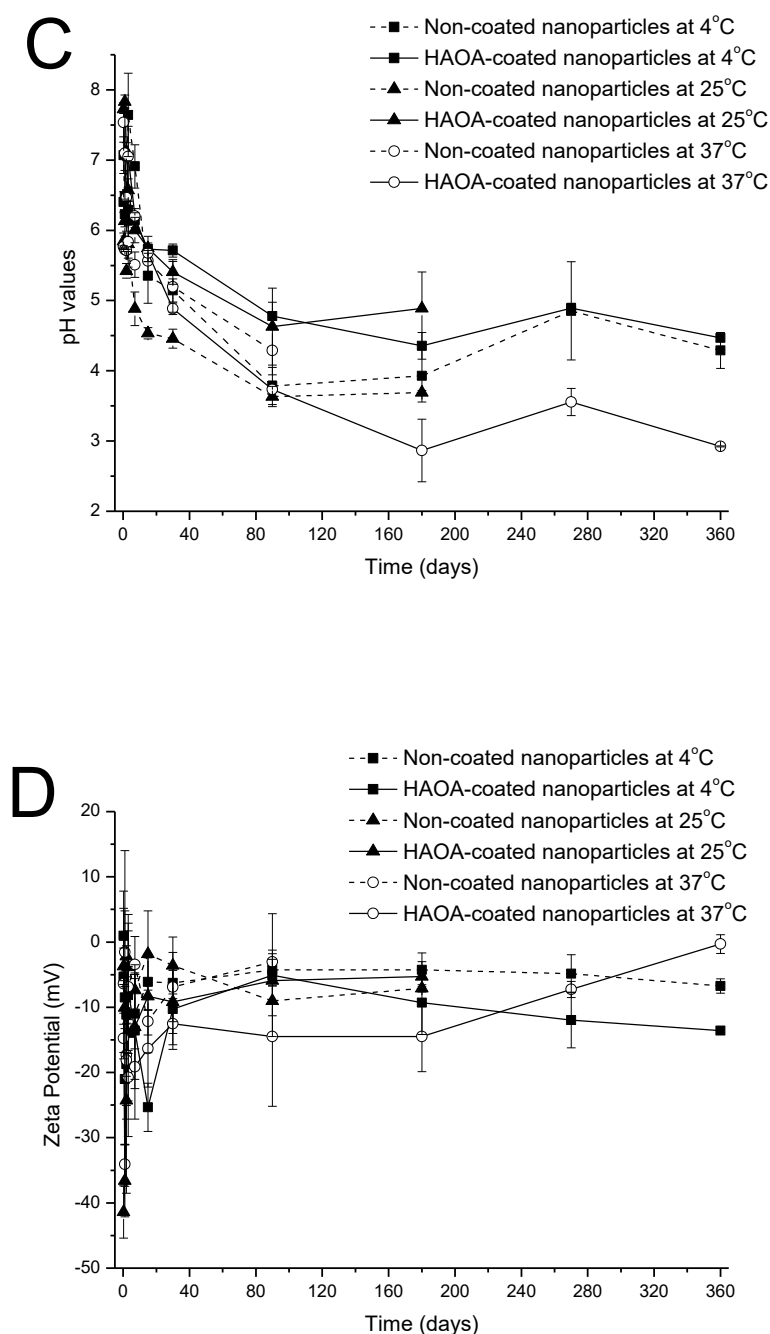 C
Non-coated nanoparticles at 4°C
HAOA-coated nanoparticles at 4°C
Non-coated nanoparticles at 25°C
HAOA-coated nanoparticles at 25°C
Non-coated nanoparticles at 37°C
HAOA-coated nanoparticles at 37°C
8
7
6
5
4
3
2
pH values
0 40 80 120 160 200 240 280 320 360
Time (days)
D
Non-coated nanoparticles at 4°C
HAOA-coated nanoparticles at 4°C
Non-coated nanoparticles at 25°C
HAOA-coated nanoparticles at 25°C
Non-coated nanoparticles at 37°C
HAOA-coated nanoparticles at 37°C
20
10
0
-10
-20
-30
-40
-50
Zeta Potential (mV)
0 40 80 120 160 200 240 280 320 360
Time (days)